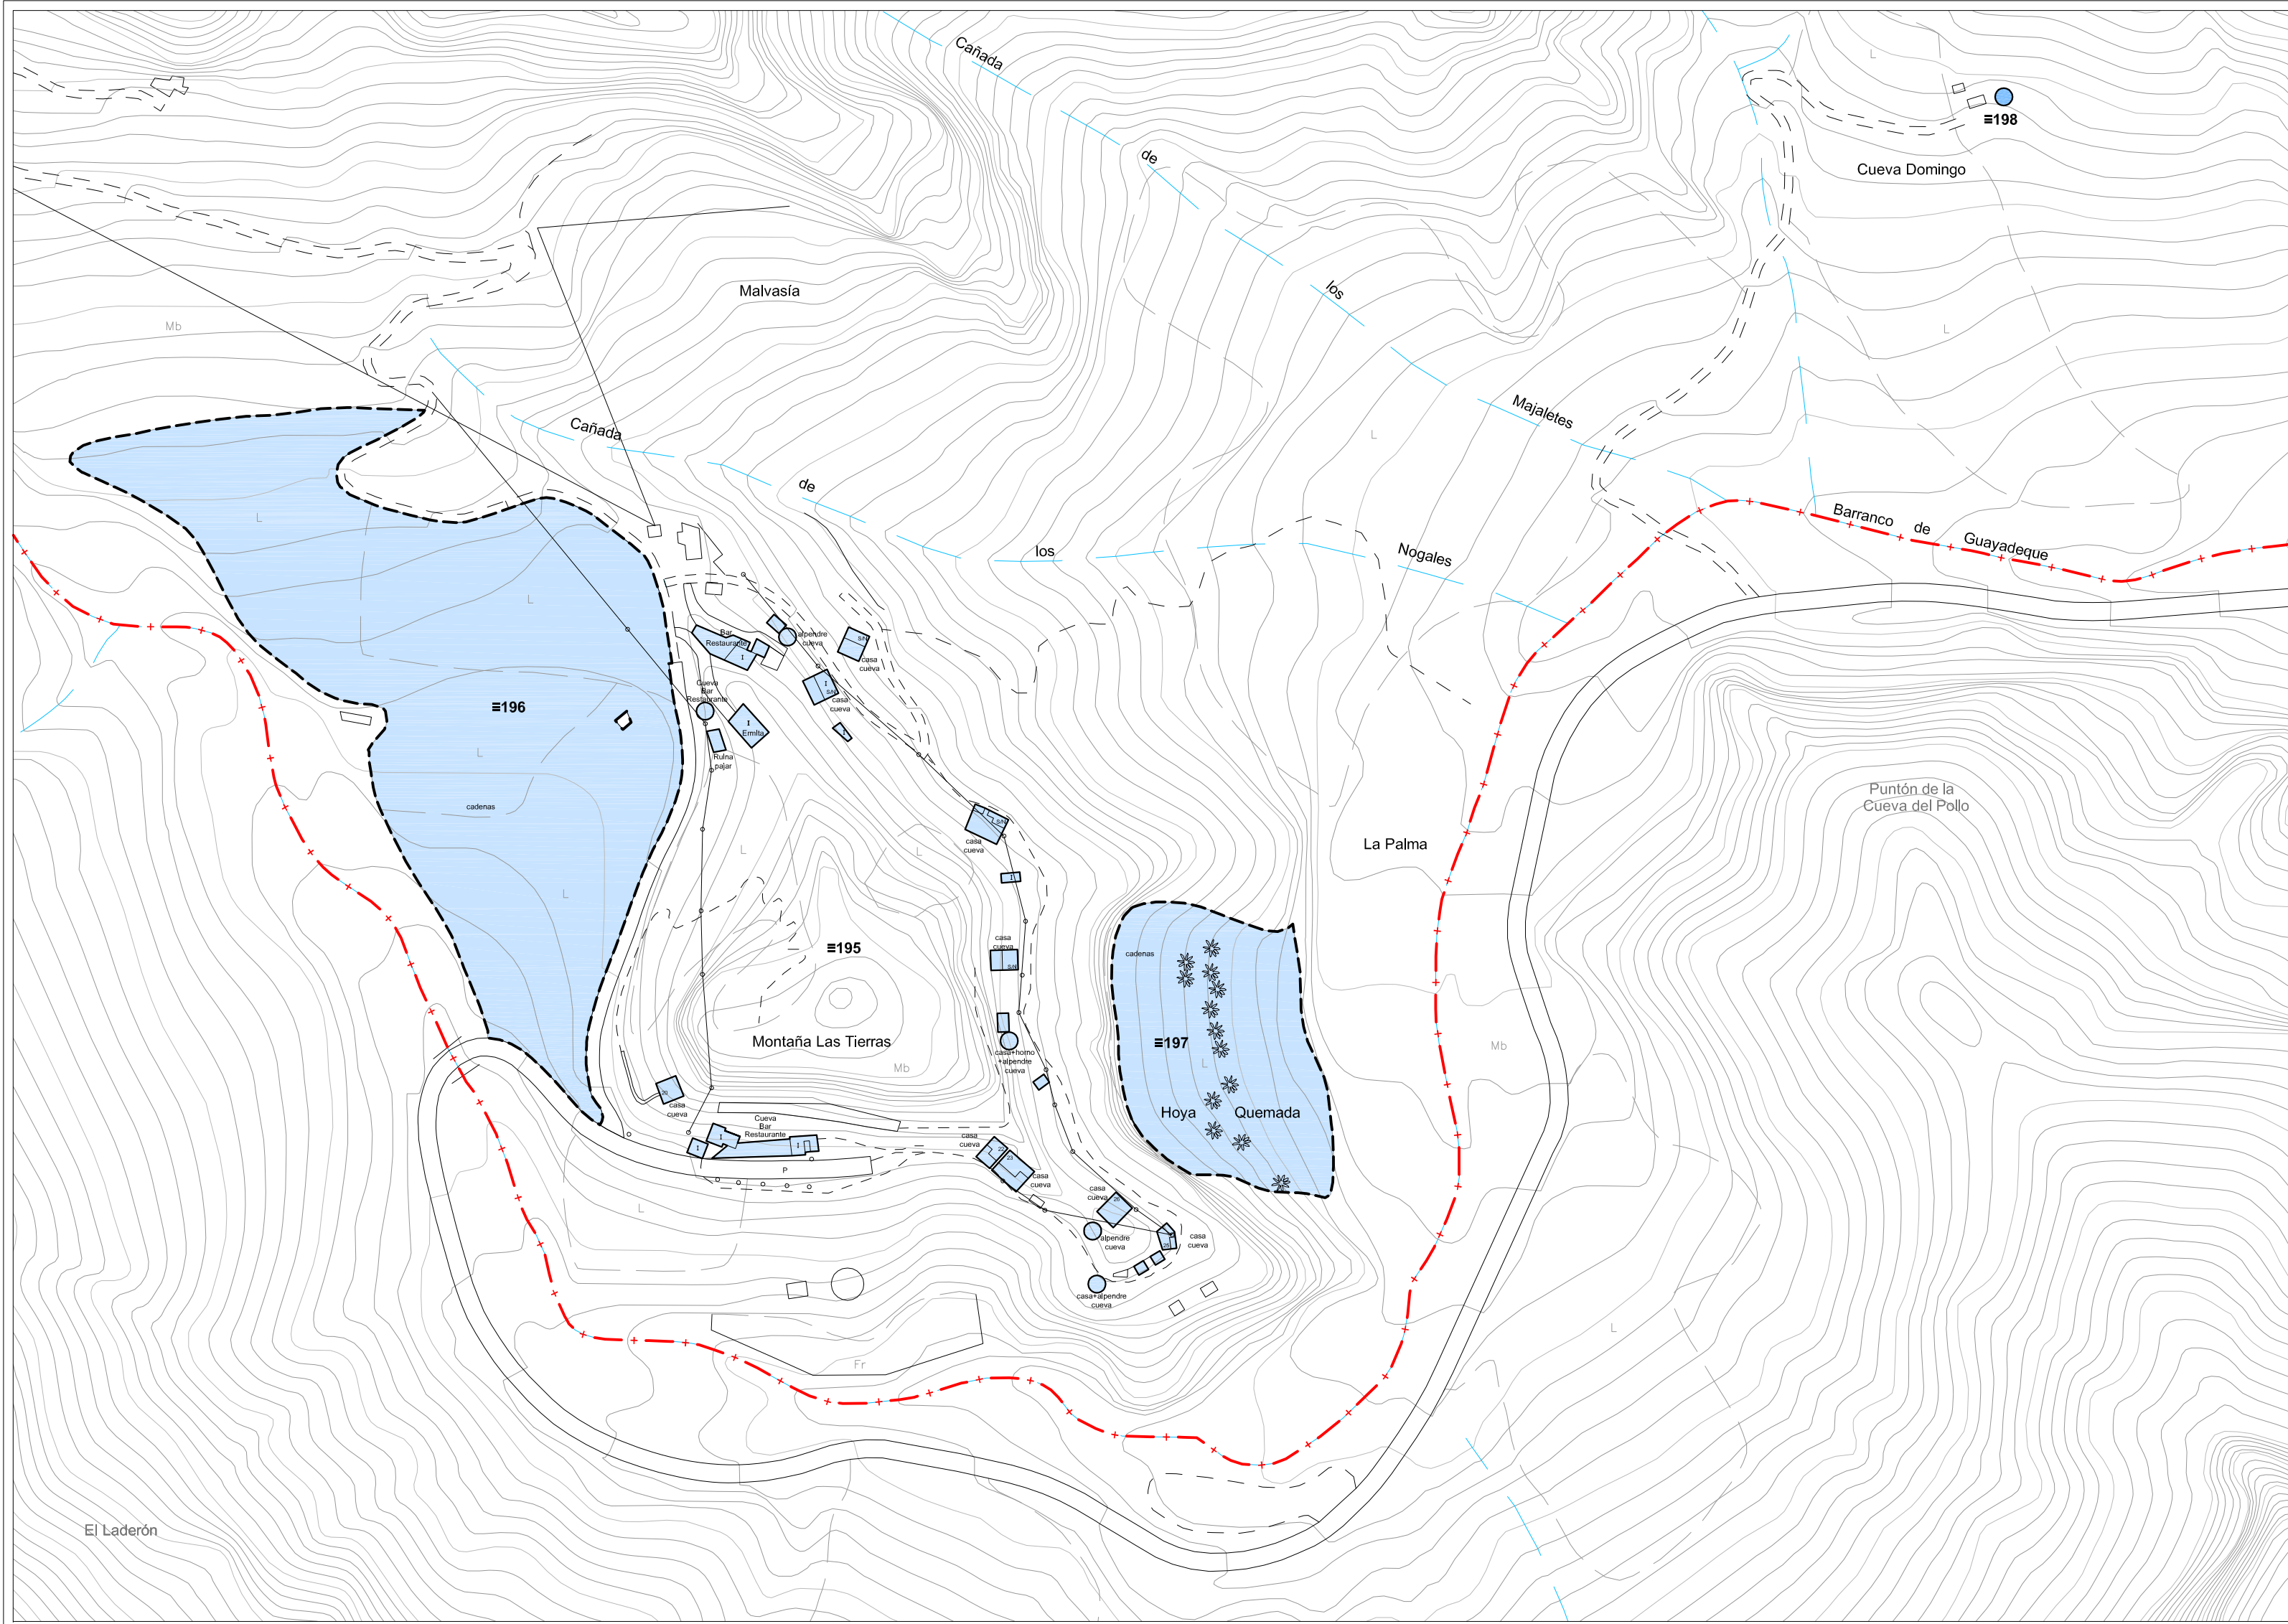 Cañada
L
≡198
de
Cueva Domingo
los
Malvasía
Mb
L
Majaletes
Cañada
L
de
Barranco de
Guayadeque
L
los
Nogales
L
Bar
Restaurante
I
alpendre
cueva
S/N
casa
cueva
Cueva
Bar
Restaurante
I
S/N
casa
cueva
≡196
I
Ermita
I
L
Ruina
pajar
Puntón de la
Cueva del Pollo
cadenas
S/N
casa
cueva
La Palma
L
L
I
L
≡195
casa
cueva
S/N
cadenas
Montaña Las Tierras
≡197
Mb
casa+horno
+alpendre
cueva
L
Mb
20
casa
cueva
Hoya Quemada
Cueva
Bar
Restaurante
I
I
I
casa
cueva
22
23
P
casa
cueva
casa
cueva
26
L
alpendre
cueva
casa
cueva
casa+alpendre
cueva
L
Fr
El Laderón